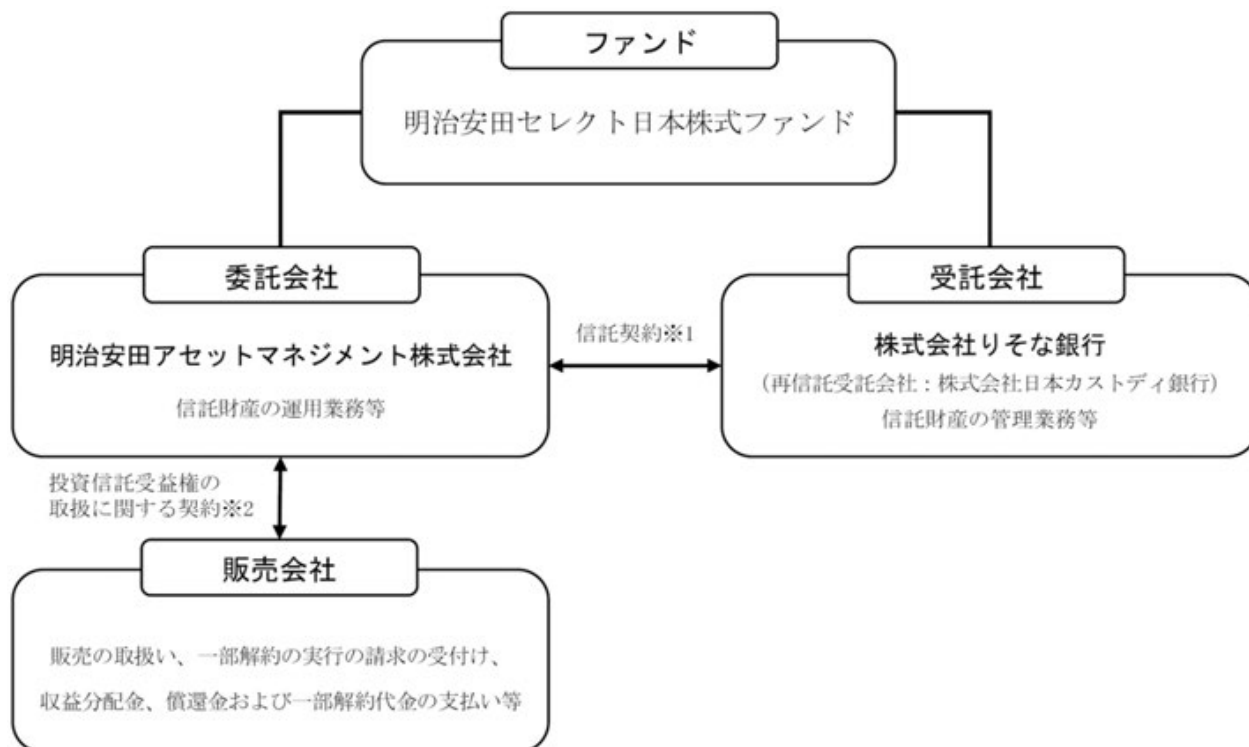 ファンド
明治安田セレクト日本株式ファンド
委託会社
明治安田アセットマネジメント株式会社
信託財産の運用業務等
信託契約※1
受託会社
株式会社りそな銀行
（再信託受託会社：株式会社日本カストディ銀行）
信託財産の管理業務等
投資信託受益権の
取扱に関する契約※2
販売会社
販売の取扱い、一部解約の実行の請求の受付け、
収益分配金、償還金および一部解約代金の支払い等